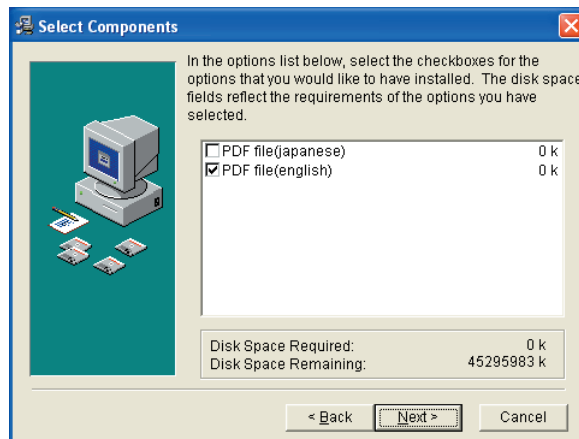 Select Components
In the options list below, select the checkboxes for the
options that you would like to have installed. The disk space
fields reflect the requirements of the options you have
selected.
PDF file(japanese) 0 k
PDF file(english) 0 k
Disk Space Required: 0 k
Disk Space Remaining: 45295983 k
< Back Next > Cancel